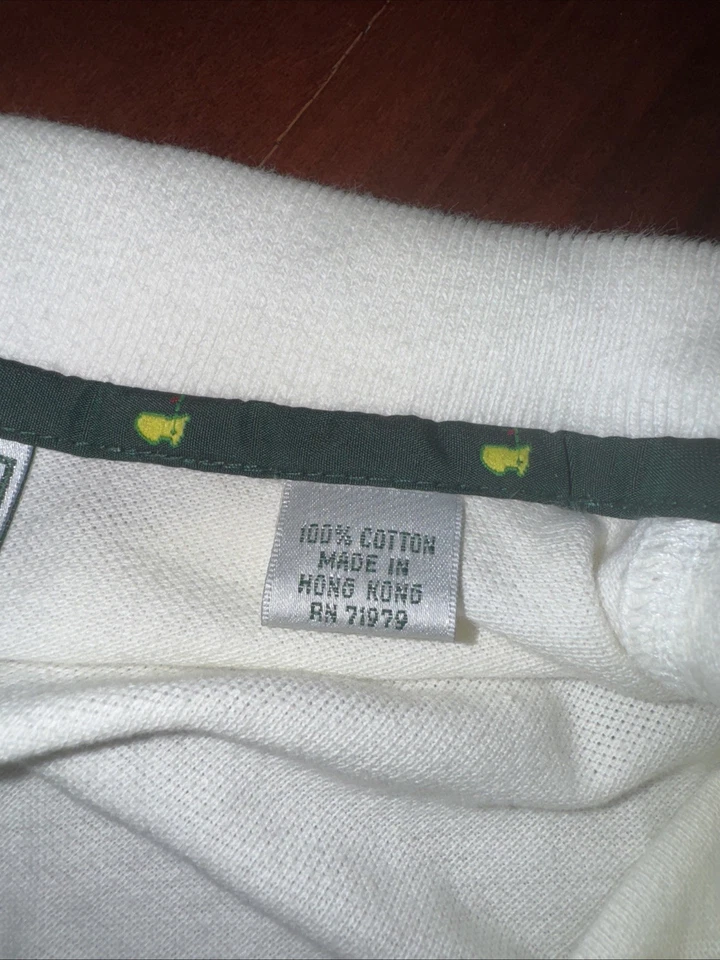 100% COTTON
MADE IN
HONG KONG
RN 71979